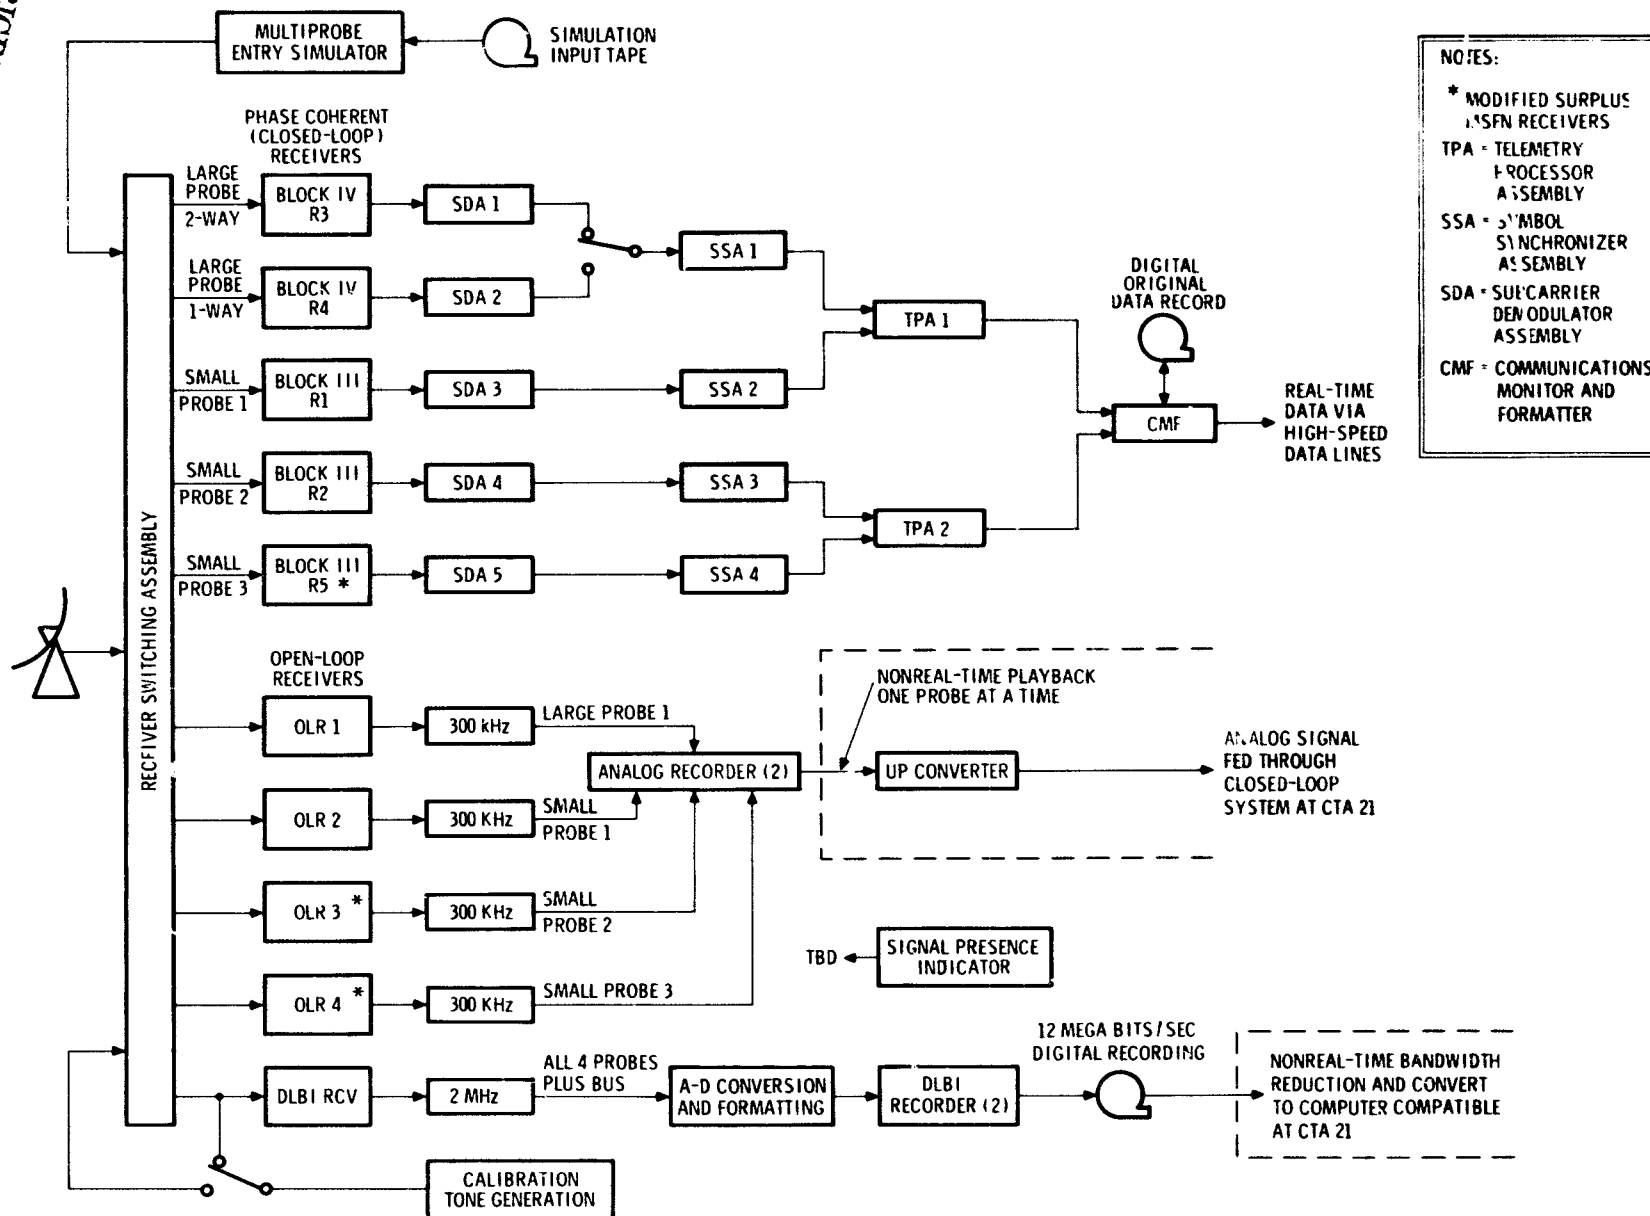 MULTIPROBE
ENTRY SIMULATOR
SIMULATION
INPUT TAPE
NOTES:
* MODIFIED SURPLUS
MSFN RECEIVERS
TPA = TELEMETRY
PROCESSOR
ASSEMBLY
SSA = SYMBOL
SYNCHRONIZER
ASSEMBLY
SDA = SUBCARRIER
DEMODULATOR
ASSEMBLY
CMF = COMMUNICATIONS
MONITOR AND
FORMATTER
PHASE COHERENT
(CLOSED-LOOP)
RECEIVERS
RECEIVER SWITCHING ASSEMBLY
LARGE
PROBE
2-WAY
BLOCK IV
R3
SDA 1
SSA 1
LARGE
PROBE
1-WAY
BLOCK IV
R4
SDA 2
TPA 1
DIGITAL
ORIGINAL
DATA RECORD
SMALL
PROBE 1
BLOCK III
R1
SDA 3
SSA 2
CMF
REAL-TIME
DATA VIA
HIGH-SPEED
DATA LINES
SMALL
PROBE 2
BLOCK III
R2
SDA 4
SSA 3
TPA 2
SMALL
PROBE 3
BLOCK III
R5 *
SDA 5
SSA 4
OPEN-LOOP
RECEIVERS
OLR 1
300 kHz
LARGE PROBE 1
ANALOG RECORDER (2)
NONREAL-TIME PLAYBACK
ONE PROBE AT A TIME
UP CONVERTER
ANALOG SIGNAL
FED THROUGH
CLOSED-LOOP
SYSTEM AT CTA 21
OLR 2
300 KHz
SMALL
PROBE 1
OLR 3 *
300 KHz
SMALL
PROBE 2
TBD
SIGNAL PRESENCE
INDICATOR
OLR 4 *
300 KHz
SMALL PROBE 3
DLBI RCV
2 MHz
ALL 4 PROBES
PLUS BUS
A-D CONVERSION
AND FORMATTING
DLBI
RECORDER (2)
12 MEGA BITS/SEC
DIGITAL RECORDING
NONREAL-TIME BANDWIDTH
REDUCTION AND CONVERT
TO COMPUTER COMPATIBLE
AT CTA 21
CALIBRATION
TONE GENERATION